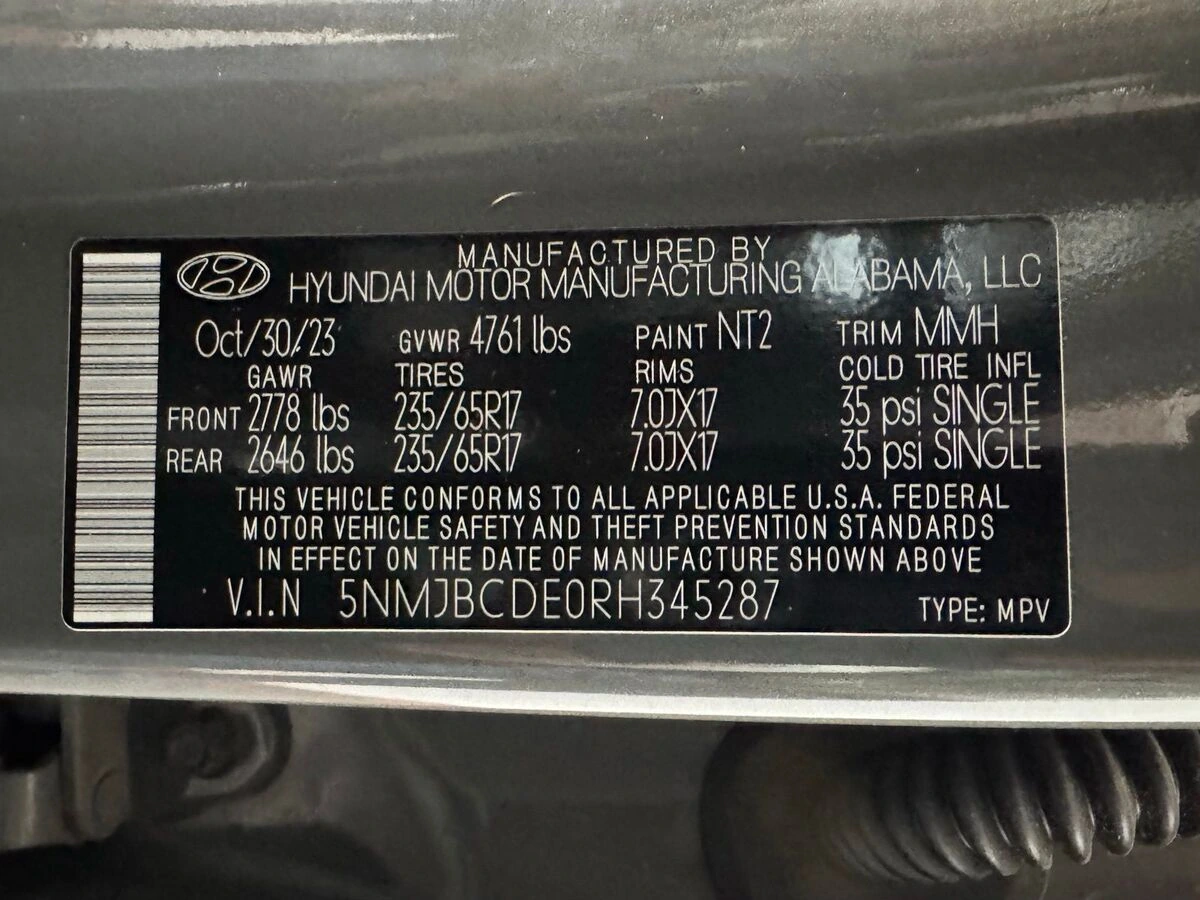 MANUFACTURED BY
HYUNDAI MOTOR MANUFACTURING ALABAMA, LLC
Oct/30/23 GVWR 4761 lbs PAINT NT2 TRIM MMH
GAWR TIRES RIMS COLD TIRE INFL
FRONT 2778 lbs 235/65R17 7.0JX17 35 psi SINGLE
REAR 2646 lbs 235/65R17 7.0JX17 35 psi SINGLE
THIS VEHICLE CONFORMS TO ALL APPLICABLE U.S.A. FEDERAL
MOTOR VEHICLE SAFETY AND THEFT PREVENTION STANDARDS
IN EFFECT ON THE DATE OF MANUFACTURE SHOWN ABOVE
V.I.N 5NMJBCDE0RH345287 TYPE: MPV